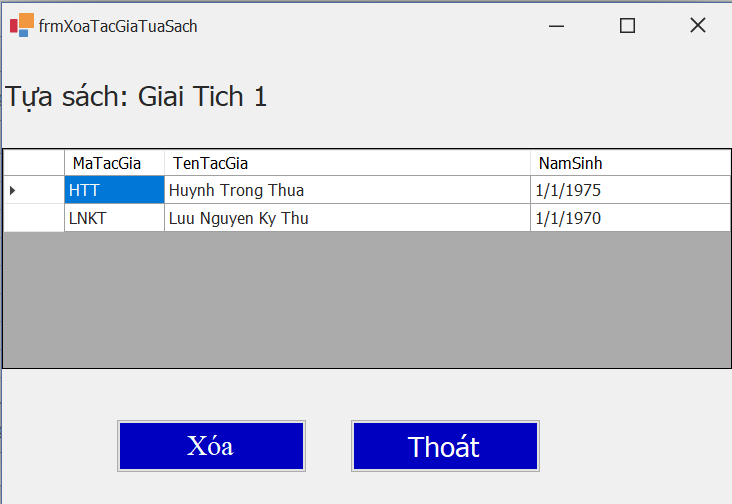 frmXoaTacGiaTuaSach
Tựa sách: Giai Tich 1
MaTacGia TenTacGia NamSinh
HTT Huynh Trong Thua 1/1/1975
LNKT Luu Nguyen Ky Thu 1/1/1970
Xóa Thoát